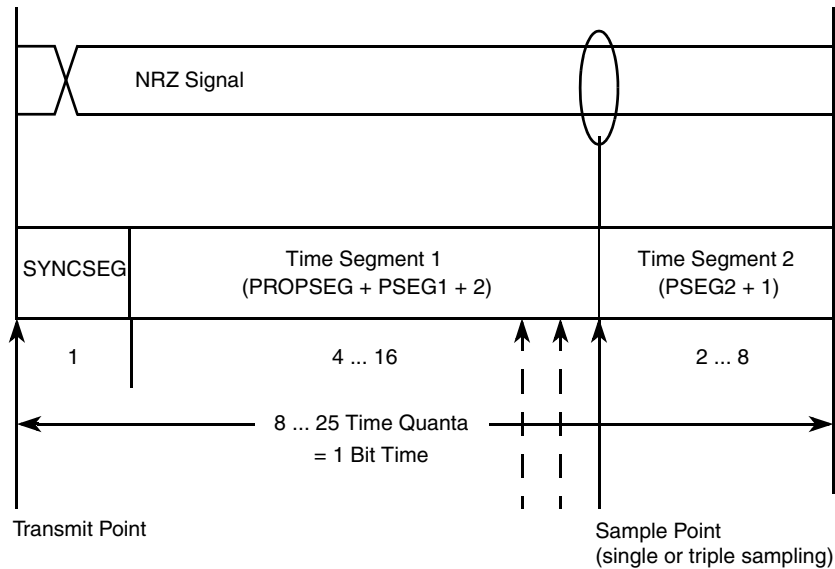 NRZ Signal
SYNCSEG
Time Segment 1
(PROPSEG + PSEG1 + 2)
Time Segment 2
(PSEG2 + 1)
1
4 ... 16
2 ... 8
8 ... 25 Time Quanta
= 1 Bit Time
Transmit Point
Sample Point
(single or triple sampling)